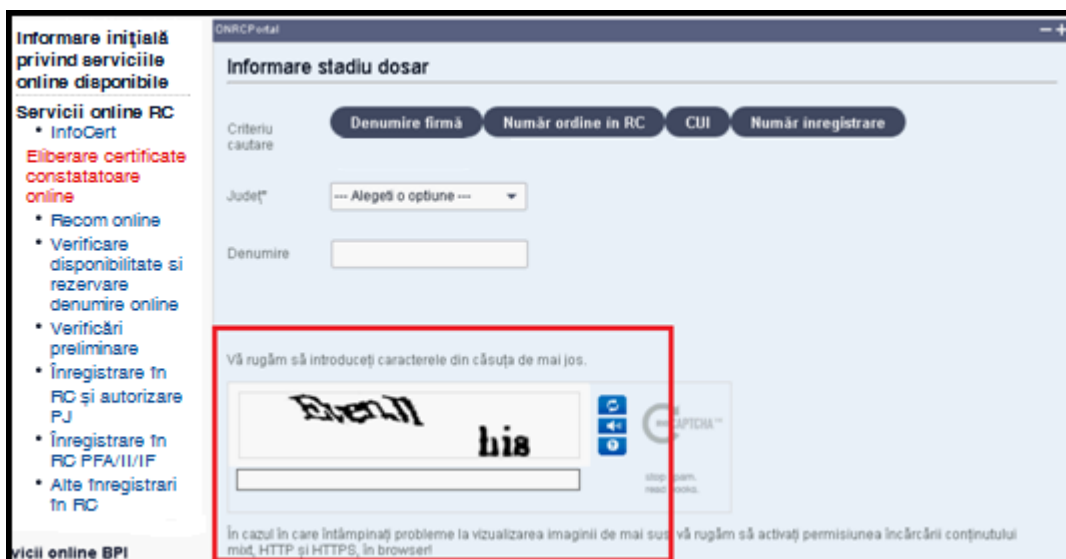 Informare iniţială
privind serviciile
online disponibile
Servicii online RC
• InfoCert
Eliberare certificate
constatatoare
online
• Recom online
• Verificare
disponibilitate si
rezervare
denumire online
• Verificări
preliminare
• Înregistrare în
RC și autorizare
PJ
• Înregistrare în
RC PFA/II/IF
• Alte înregistrari
în RC
vicii online BPI
ONRCPortal
Informare stadiu dosar
Criteriu
cautare
Denumire firmă Număr ordine in RC CUI Număr inregistrare
Județ* --- Alegeti o optiune ---
Denumire
Vă rugăm să introduceți caracterele din căsuța de mai jos.
CAPTCHA™
stop spam.
read books.
În cazul în care întâmpinați probleme la vizualizarea imaginii de mai sus, vă rugăm să activați permisiunea încărcării conținutului
mixt, HTTP și HTTPS, în browser!